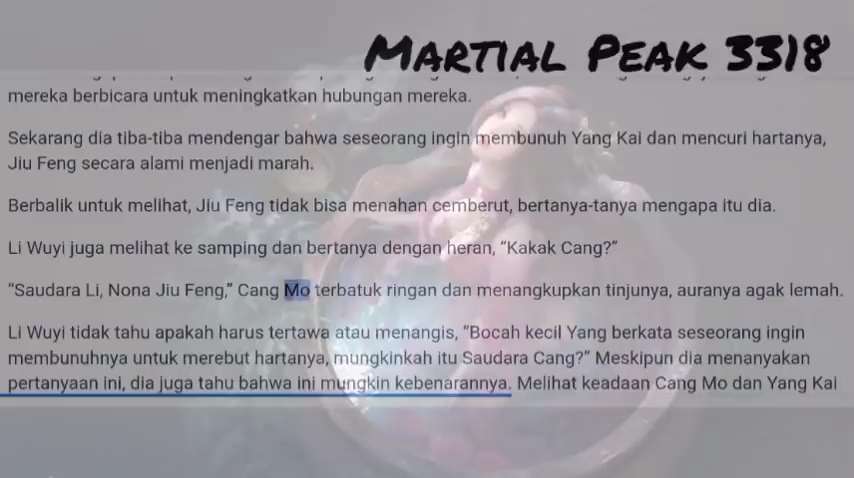 MARTIAL PEAK 3318
mereka berbicara untuk meningkatkan hubungan mereka.
Sekarang dia tiba-tiba mendengar bahwa seseorang ingin membunuh Yang Kai dan mencuri hartanya,
Jiu Feng secara alami menjadi marah.
Berbalik untuk melihat, Jiu Feng tidak bisa menahan cemberut, bertanya-tanya mengapa itu dia.
Li Wuyi juga melihat ke samping dan bertanya dengan heran, “Kakak Cang?”
“Saudara Li, Nona Jiu Feng,” Cang Mo terbatuk ringan dan menangkupkan tinjunya, auranya agak lemah.
Li Wuyi tidak tahu apakah harus tertawa atau menangis, “Bocah kecil Yang berkata seseorang ingin
membunuhnya untuk merebut hartanya, mungkinkah itu Saudara Cang?” Meskipun dia menanyakan
pertanyaan ini, dia juga tahu bahwa ini mungkin kebenarannya. Melihat keadaan Cang Mo dan Yang Kai